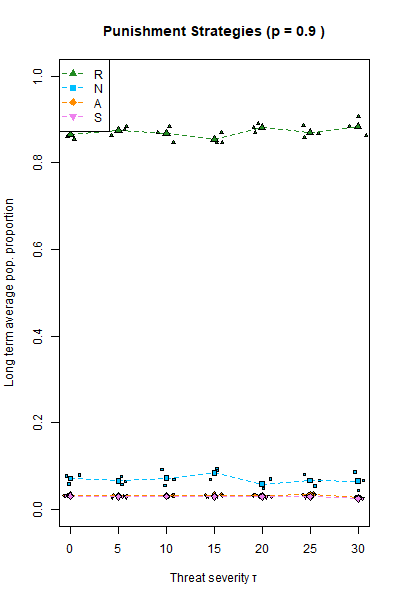 Punishment Strategies (p = 0.9 )
R
N
A
S
Long term average pop. proportion
1.0
0.8
0.6
0.4
0.2
0.0
0
5
10
15
20
25
30
Threat severity τ